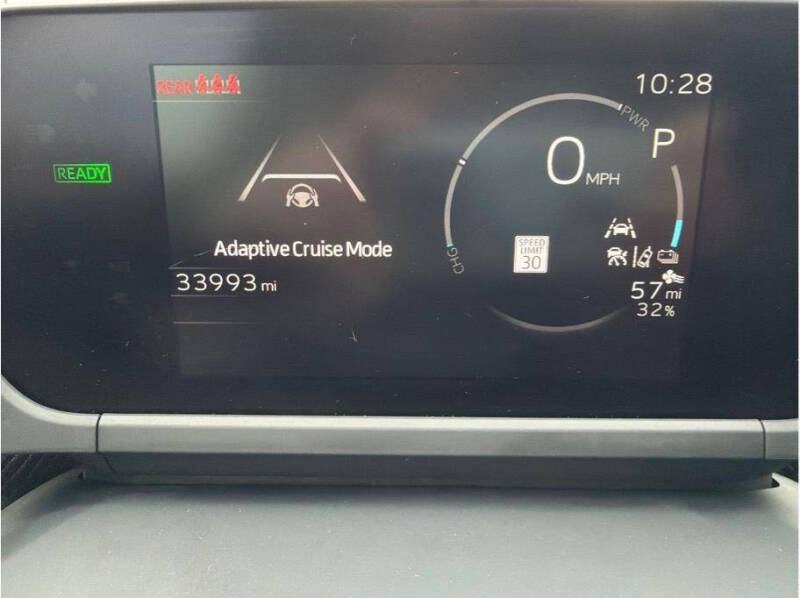 REAR
10:28
PWR
P
0 MPH
READY
Adaptive Cruise Mode
SPEED
LIMIT
30
CHG
33993 mi
57 mi
32%